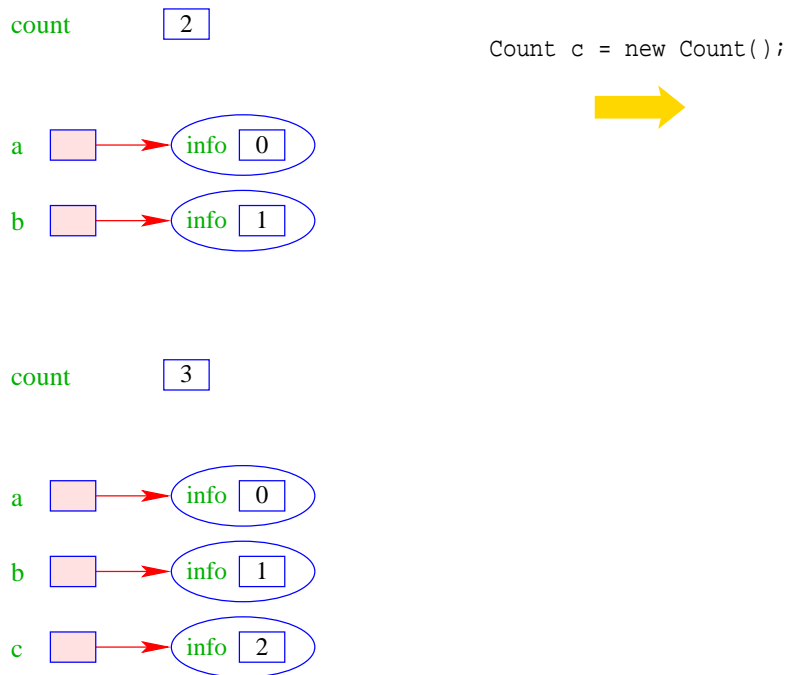 count 2
Count c = new Count();
a info 0
b info 1
count 3
a info 0
b info 1
c info 2